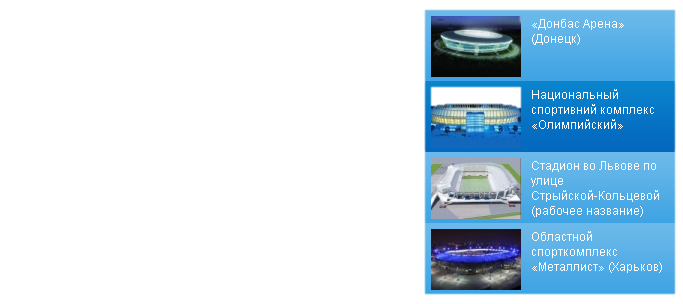 «Донбас Арена»
(Донецк)
Национальный
спортивний комплекс
«Олимпийский»
Стадион во Львове по
улице
Стрыйской-Кольцевой
(рабочее название)
Областной
спорткомплекс
«Металлист» (Харьков)